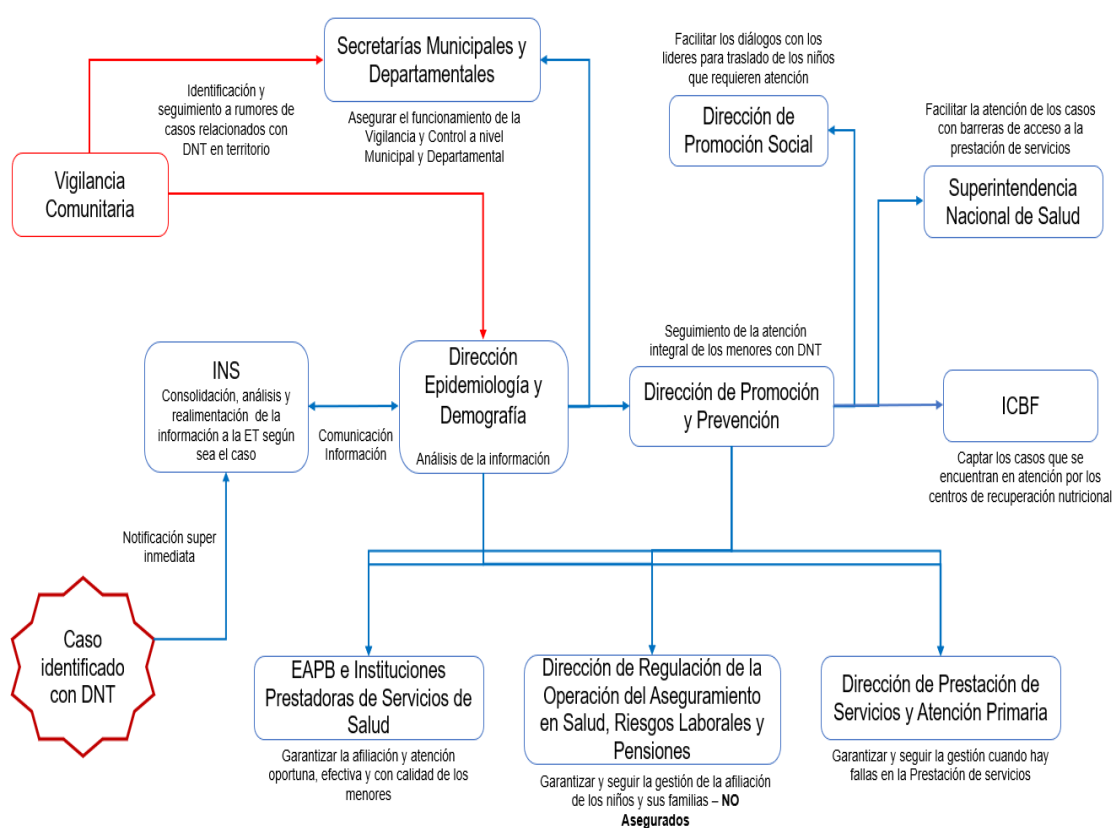 Secretarías Municipales y
Departamentales
Asegurar el funcionamiento de la
Vigilancia y Control a nivel
Municipal y Departamental
Facilitar los diálogos con los
lideres para traslado de los niños
que requieren atención
Dirección de
Promoción Social
Facilitar la atención de los casos
con barreras de acceso a la
prestación de servicios
Superintendencia
Nacional de Salud
Identificación y
seguimiento a rumores de
casos relacionados con
DNT en territorio
Vigilancia
Comunitaria
INS
Consolidación, análisis y
realimentación de la
información a la ET según
sea el caso
Comunicación
Información
Dirección
Epidemiología y
Demografía
Análisis de la información
Seguimiento de la atención
integral de los menores con DNT
Dirección de Promoción
y Prevención
ICBF
Captar los casos que se
encuentran en atención por los
centros de recuperación nutricional
Notificación super
inmediata
Caso
identificado
con DNT
EAPB e Instituciones
Prestadoras de Servicios de
Salud
Garantizar la afiliación y atención
oportuna, efectiva y con calidad de los
menores
Dirección de Regulación de la
Operación del Aseguramiento
en Salud, Riesgos Laborales y
Pensiones
Garantizar y seguir la gestión de la afiliación
de los niños y sus familias – NO
Asegurados
Dirección de Prestación de
Servicios y Atención Primaria
Garantizar y seguir la gestión cuando hay
fallas en la Prestación de servicios